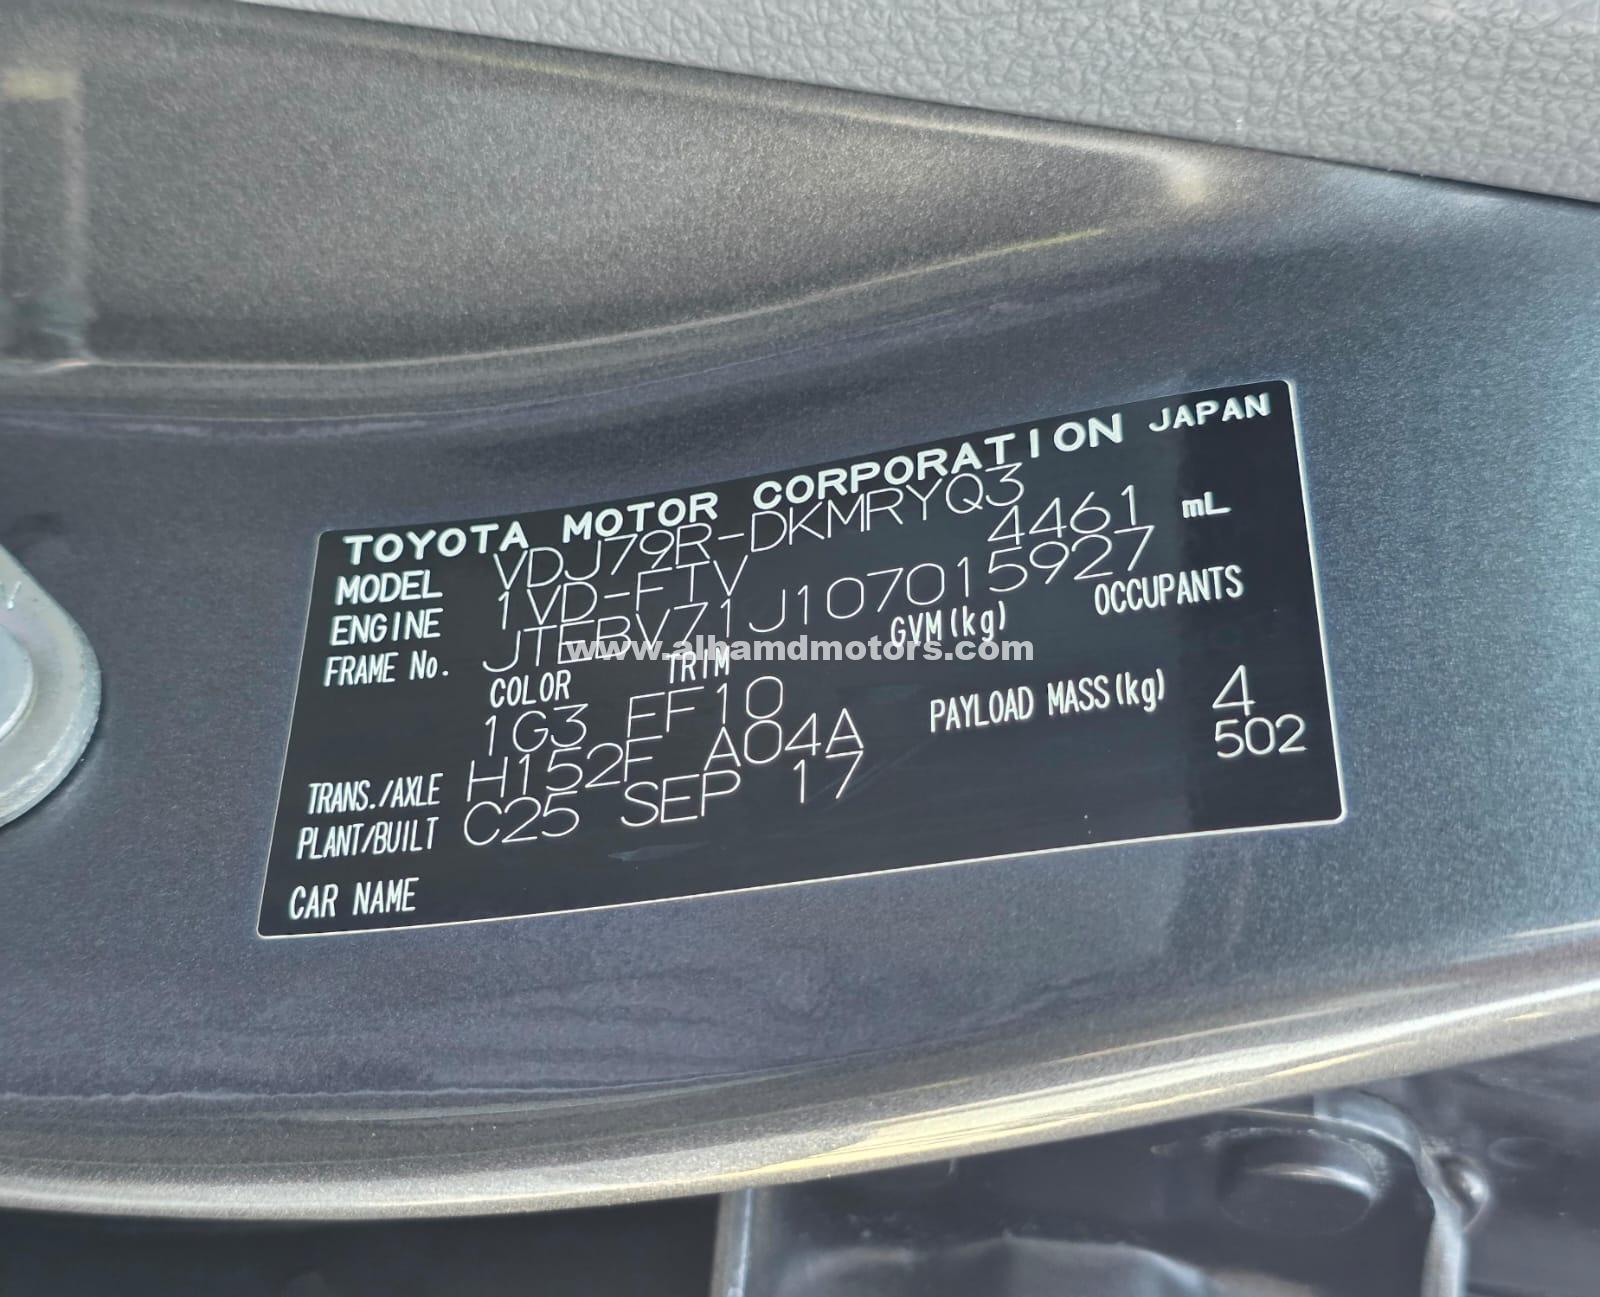 TOYOTA MOTOR CORPORATION JAPAN
MODEL VDJ79R-DKMRYQ3
ENGINE 1VD-FTV 4461 mL
FRAME No. JTEBV71J107015927
COLOR TRIM GVM(kg) OCCUPANTS
1G3 EF10 PAYLOAD MASS(kg) 4
TRANS./AXLE H152F A04A 502
PLANT/BUILT C25 SEP 17
CAR NAME
www.alhamdmotors.com